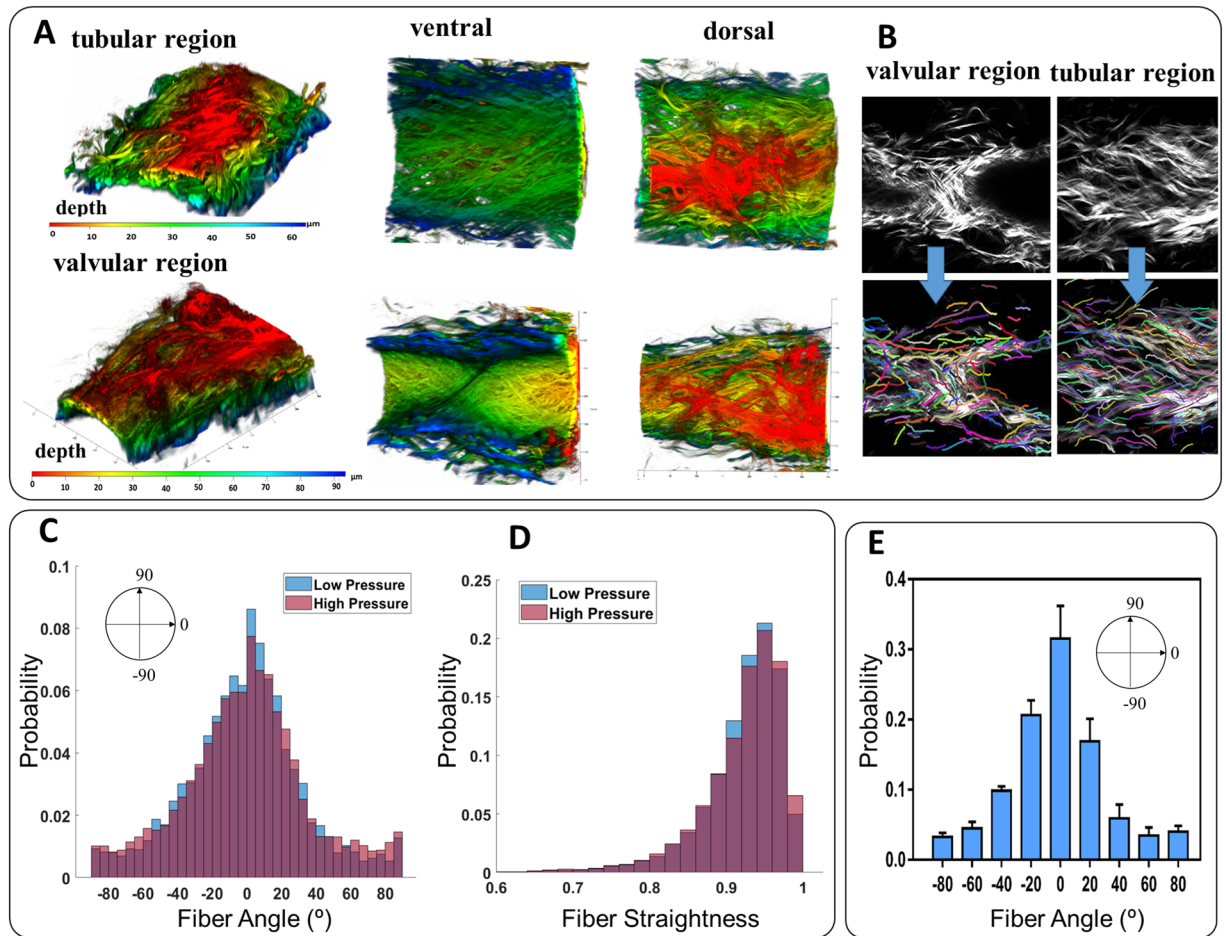 A
tubular region
ventral
dorsal
depth
0 10 20 30 40 50 60 μm
valvular region
depth
0 10 20 30 40 50 60 70 80 90 μm
B
valvular region tubular region
C
0.1
0.08
0.06
0.04
0.02
0
Probability
90
0
-90
Low Pressure
High Pressure
-80 -60 -40 -20 0 20 40 60 80
Fiber Angle (º)
D
0.25
0.2
0.15
0.1
0.05
0
Probability
Low Pressure
High Pressure
0.6 0.7 0.8 0.9 1
Fiber Straightness
E
0.4
0.3
0.2
0.1
0.0
Probability
90
0
-90
-80 -60 -40 -20 0 20 40 60 80
Fiber Angle (º)